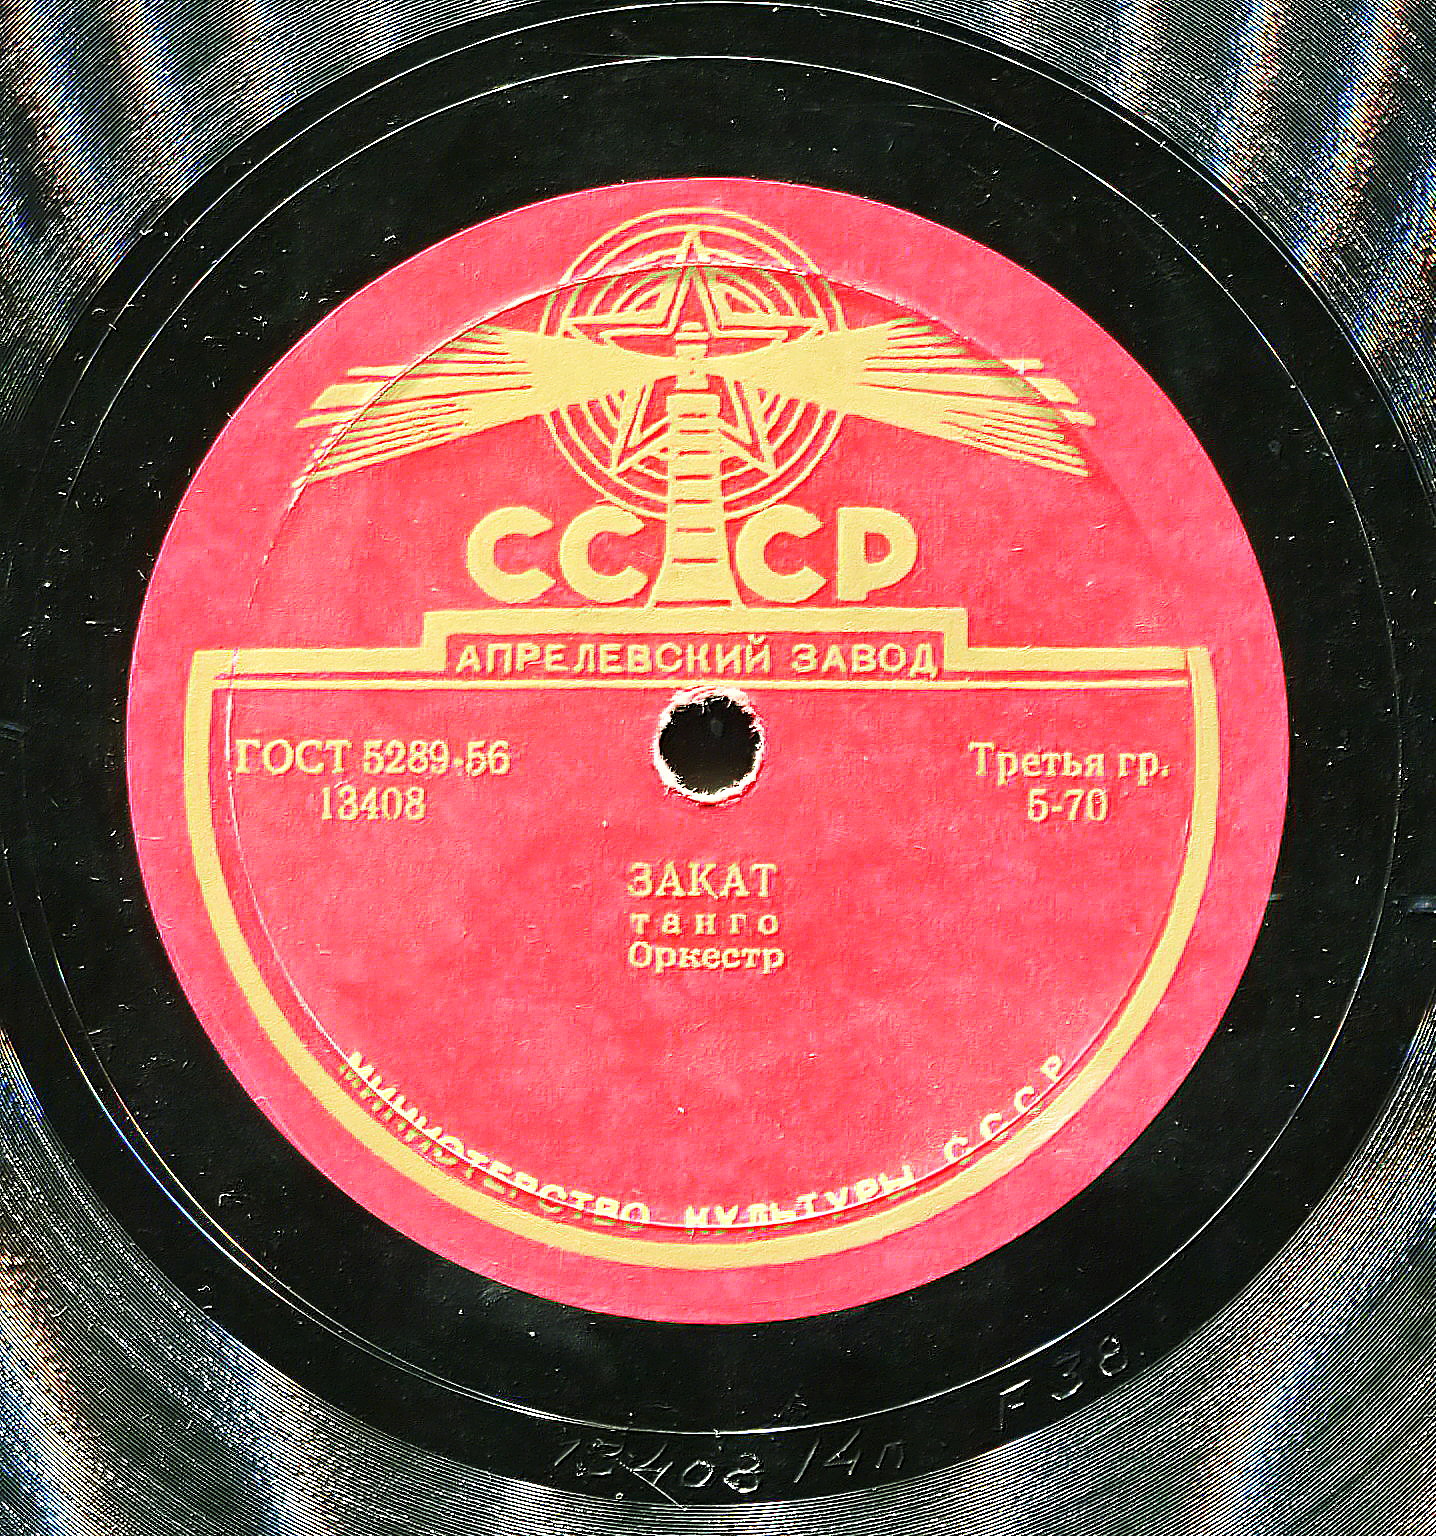 СССР
АПРЕЛЕВСКИЙ ЗАВОД
ГОСТ 5289-56
13408
Третья гр.
5-70
ЗАКАТ
танго
Оркестр
МИНИСТЕРСТВО КУЛЬТУРЫ СССР
13408 14п
F 38